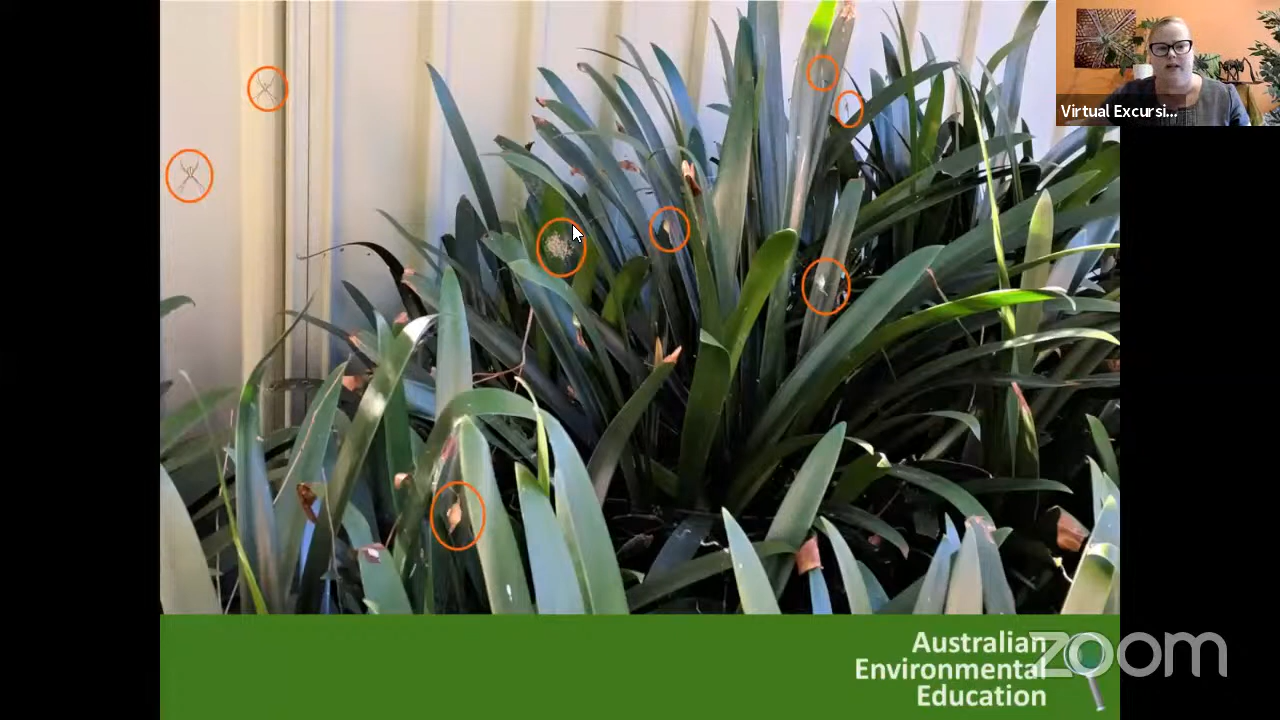 Virtual Excursi...
Australian
Environmental
Education
zoom